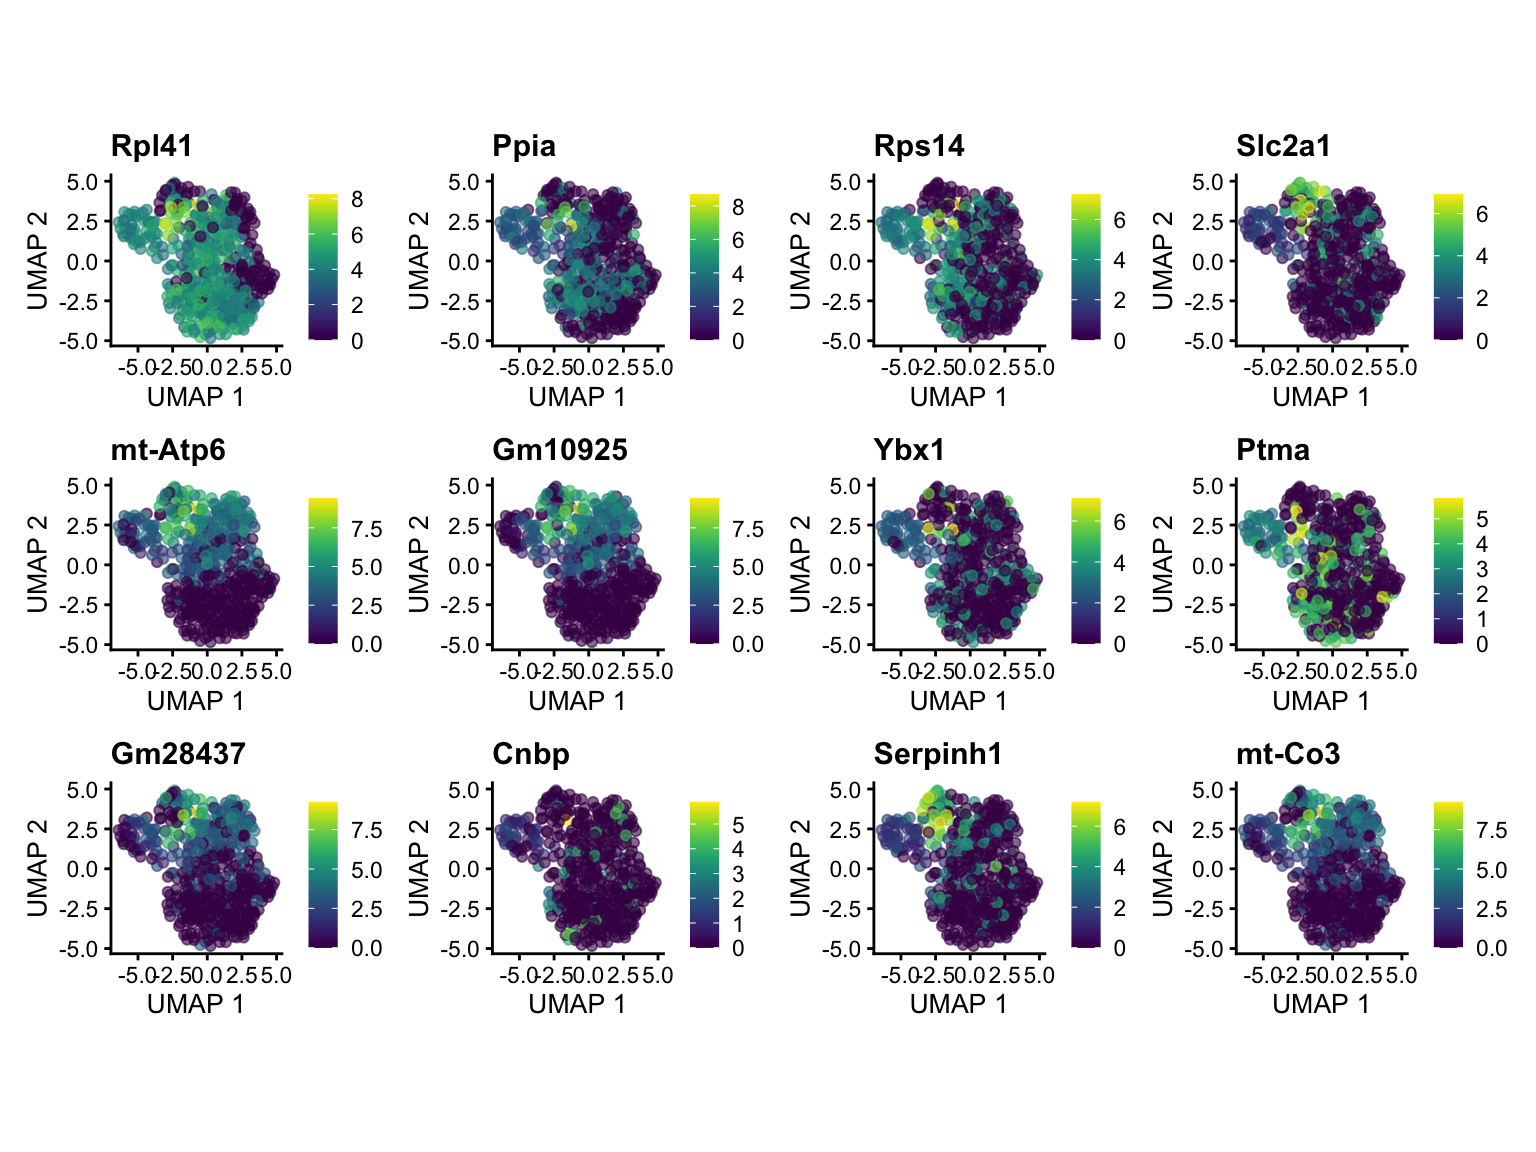 Rpl41 Ppia Rps14 Slc2a1
UMAP 2 5.0 2.5 0.0 -2.5 -5.0 8 6 4 2 0 UMAP 2 5.0 2.5 0.0 -2.5 -5.0 8 6 4 2 0 UMAP 2 5.0 2.5 0.0 -2.5 -5.0 6 4 2 0 UMAP 2 5.0 2.5 0.0 -2.5 -5.0 6 4 2 0
-5.0 -2.5 0.0 2.5 5.0 -5.0 -2.5 0.0 2.5 5.0 -5.0 -2.5 0.0 2.5 5.0 -5.0 -2.5 0.0 2.5 5.0
UMAP 1 UMAP 1 UMAP 1 UMAP 1
mt-Atp6 Gm10925 Ybx1 Ptma
UMAP 2 5.0 2.5 0.0 -2.5 -5.0 7.5 5.0 2.5 0.0 UMAP 2 5.0 2.5 0.0 -2.5 -5.0 7.5 5.0 2.5 0.0 UMAP 2 5.0 2.5 0.0 -2.5 -5.0 6 4 2 0 UMAP 2 5.0 2.5 0.0 -2.5 -5.0 5 4 3 2 1 0
-5.0 -2.5 0.0 2.5 5.0 -5.0 -2.5 0.0 2.5 5.0 -5.0 -2.5 0.0 2.5 5.0 -5.0 -2.5 0.0 2.5 5.0
UMAP 1 UMAP 1 UMAP 1 UMAP 1
Gm28437 Cnbp Serpinh1 mt-Co3
UMAP 2 5.0 2.5 0.0 -2.5 -5.0 7.5 5.0 2.5 0.0 UMAP 2 5.0 2.5 0.0 -2.5 -5.0 5 4 3 2 1 0 UMAP 2 5.0 2.5 0.0 -2.5 -5.0 6 4 2 0 UMAP 2 5.0 2.5 0.0 -2.5 -5.0 7.5 5.0 2.5 0.0
-5.0 -2.5 0.0 2.5 5.0 -5.0 -2.5 0.0 2.5 5.0 -5.0 -2.5 0.0 2.5 5.0 -5.0 -2.5 0.0 2.5 5.0
UMAP 1 UMAP 1 UMAP 1 UMAP 1